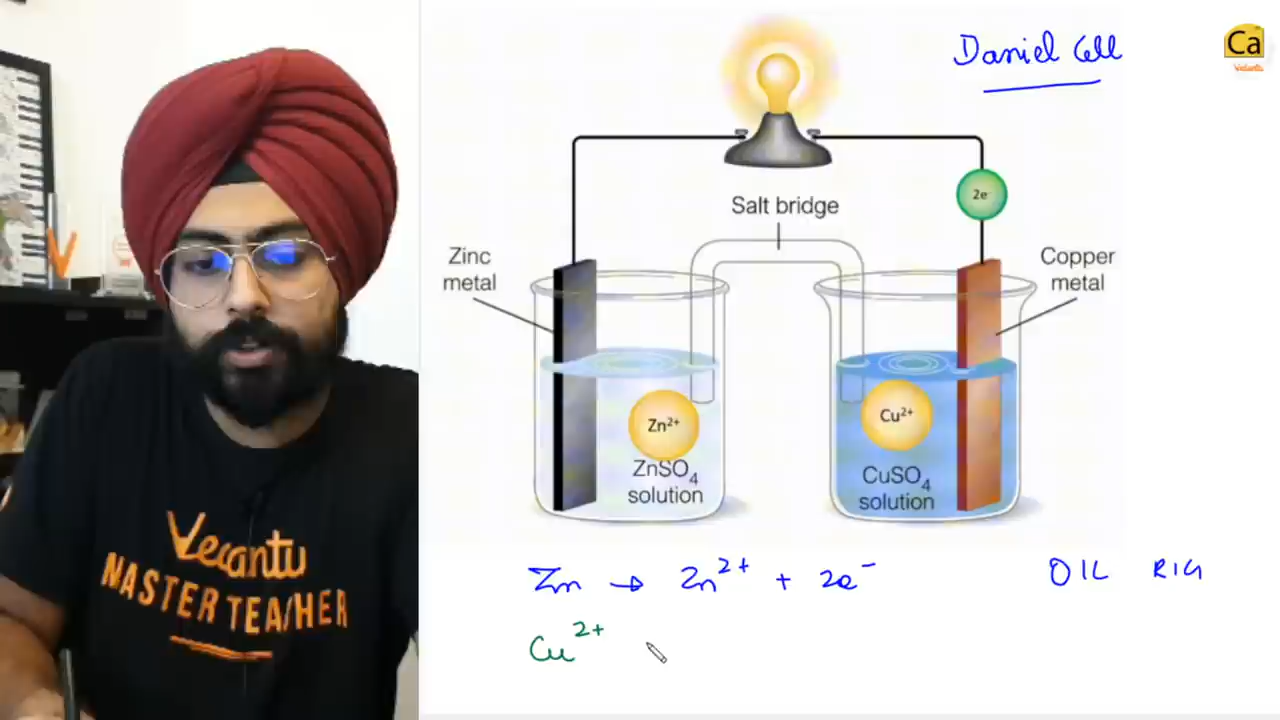 Daniel Cell
Ca
Vedantu
2e⁻
Salt bridge
Zinc
metal
Copper
metal
Zn²⁺
ZnSO₄
solution
Cu²⁺
CuSO₄
solution
Vedantu
MASTER TEACHER
Zn → Zn²⁺ + 2e⁻
OIL RIG
Cu²⁺